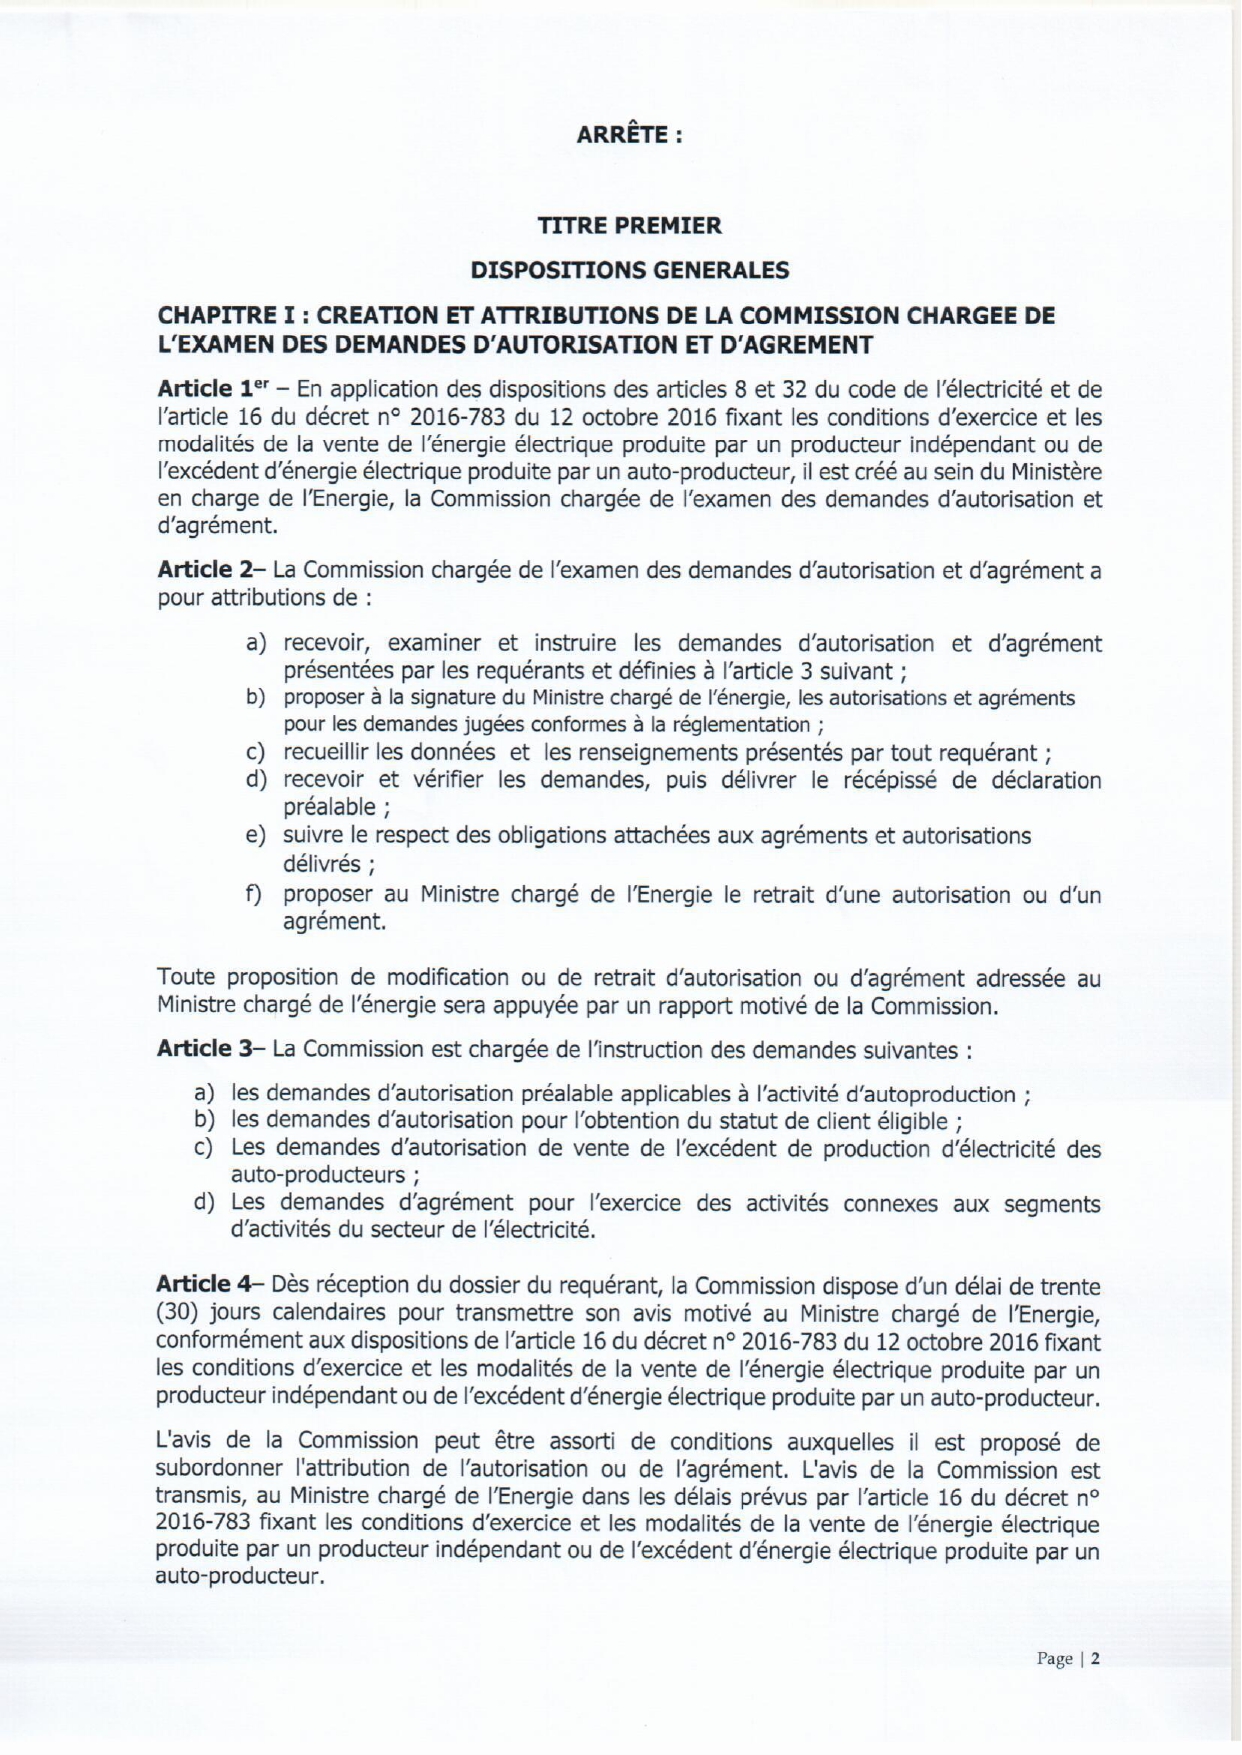 ARRÊTE :
TITRE PREMIER
DISPOSITIONS GENERALES
CHAPITRE I : CREATION ET ATTRIBUTIONS DE LA COMMISSION CHARGEE DE
L'EXAMEN DES DEMANDES D'AUTORISATION ET D'AGREMENT
Article 1er – En application des dispositions des articles 8 et 32 du code de l'électricité et de
l'article 16 du décret n° 2016-783 du 12 octobre 2016 fixant les conditions d'exercice et les
modalités de la vente de l'énergie électrique produite par un producteur indépendant ou de
l'excédent d'énergie électrique produite par un auto-producteur, il est créé au sein du Ministère
en charge de l'Energie, la Commission chargée de l'examen des demandes d'autorisation et
d'agrément.
Article 2– La Commission chargée de l'examen des demandes d'autorisation et d'agrément a
pour attributions de :
a) recevoir, examiner et instruire les demandes d'autorisation et d'agrément
présentées par les requérants et définies à l'article 3 suivant ;
b) proposer à la signature du Ministre chargé de l'énergie, les autorisations et agréments
pour les demandes jugées conformes à la réglementation ;
c) recueillir les données et les renseignements présentés par tout requérant ;
d) recevoir et vérifier les demandes, puis délivrer le récépissé de déclaration
préalable ;
e) suivre le respect des obligations attachées aux agréments et autorisations
délivrés ;
f) proposer au Ministre chargé de l'Energie le retrait d'une autorisation ou d'un
agrément.
Toute proposition de modification ou de retrait d'autorisation ou d'agrément adressée au
Ministre chargé de l'énergie sera appuyée par un rapport motivé de la Commission.
Article 3– La Commission est chargée de l'instruction des demandes suivantes :
a) les demandes d'autorisation préalable applicables à l'activité d'autoproduction ;
b) les demandes d'autorisation pour l'obtention du statut de client éligible ;
c) Les demandes d'autorisation de vente de l'excédent de production d'électricité des
auto-producteurs ;
d) Les demandes d'agrément pour l'exercice des activités connexes aux segments
d'activités du secteur de l'électricité.
Article 4– Dès réception du dossier du requérant, la Commission dispose d'un délai de trente
(30) jours calendaires pour transmettre son avis motivé au Ministre chargé de l'Energie,
conformément aux dispositions de l'article 16 du décret n° 2016-783 du 12 octobre 2016 fixant
les conditions d'exercice et les modalités de la vente de l'énergie électrique produite par un
producteur indépendant ou de l'excédent d'énergie électrique produite par un auto-producteur.
L'avis de la Commission peut être assorti de conditions auxquelles il est proposé de
subordonner l'attribution de l'autorisation ou de l'agrément. L'avis de la Commission est
transmis, au Ministre chargé de l'Energie dans les délais prévus par l'article 16 du décret n°
2016-783 fixant les conditions d'exercice et les modalités de la vente de l'énergie électrique
produite par un producteur indépendant ou de l'excédent d'énergie électrique produite par un
auto-producteur.
Page | 2